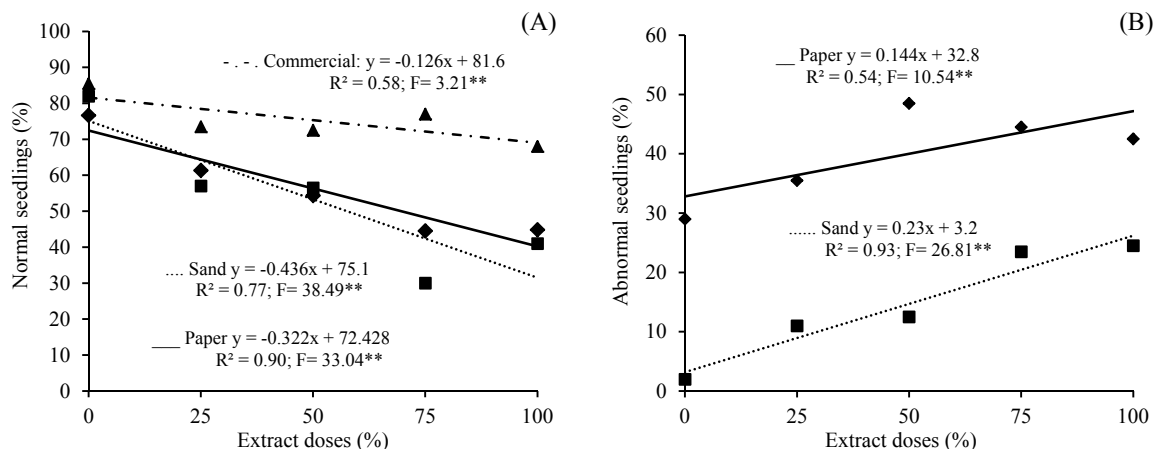 (A)
Normal seedlings (%)
100
90
80
70
60
50
40
30
20
10
0
- . - . Commercial: y = -0.126x + 81.6
R² = 0.58; F= 3.21**
.... Sand y = -0.436x + 75.1
R² = 0.77; F= 38.49**
___ Paper y = -0.322x + 72.428
R² = 0.90; F= 33.04**
0 25 50 75 100
Extract doses (%)
(B)
Abnormal seedlings (%)
60
50
40
30
20
10
0
__ Paper y = 0.144x + 32.8
R² = 0.54; F = 10.54**
...... Sand y = 0.23x + 3.2
R² = 0.93; F= 26.81**
0 25 50 75 100
Extract doses (%)